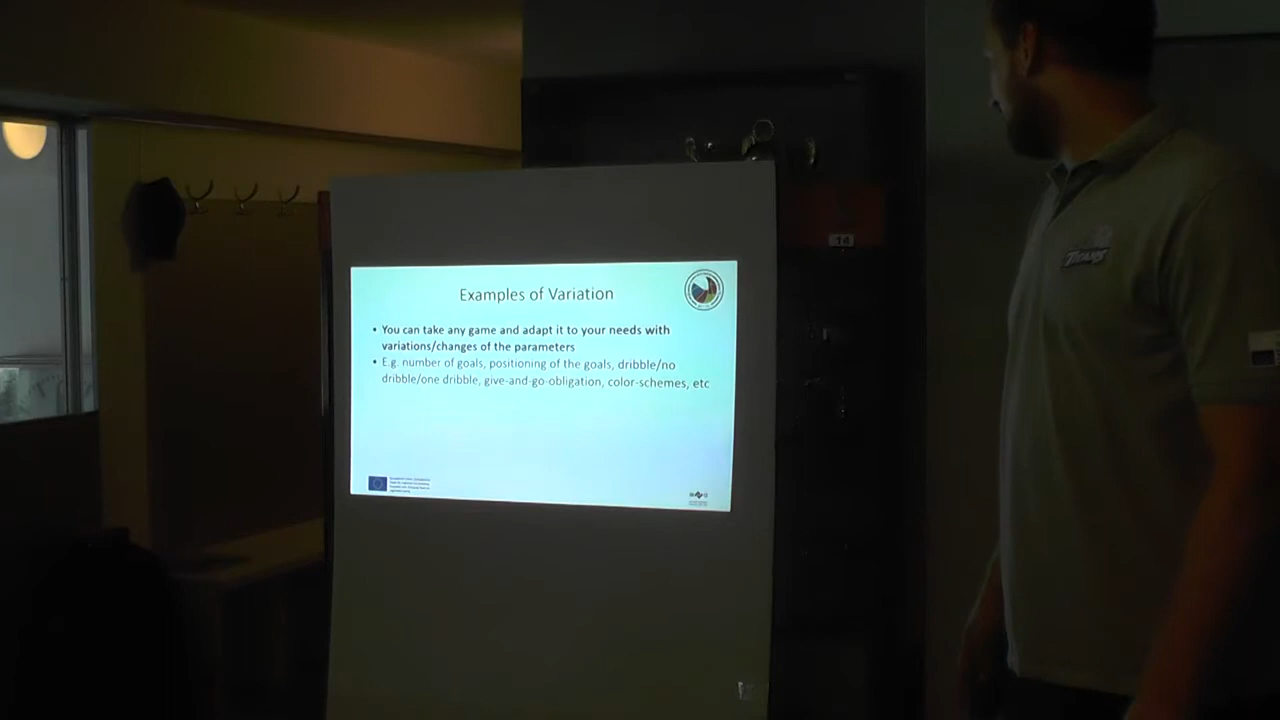 Examples of Variation
• You can take any game and adapt it to your needs with
variations/changes of the parameters
• E.g. number of goals, positioning of the goals, dribble/no
dribble/one dribble, give-and-go-obligation, color-schemes, etc
14
TITANS